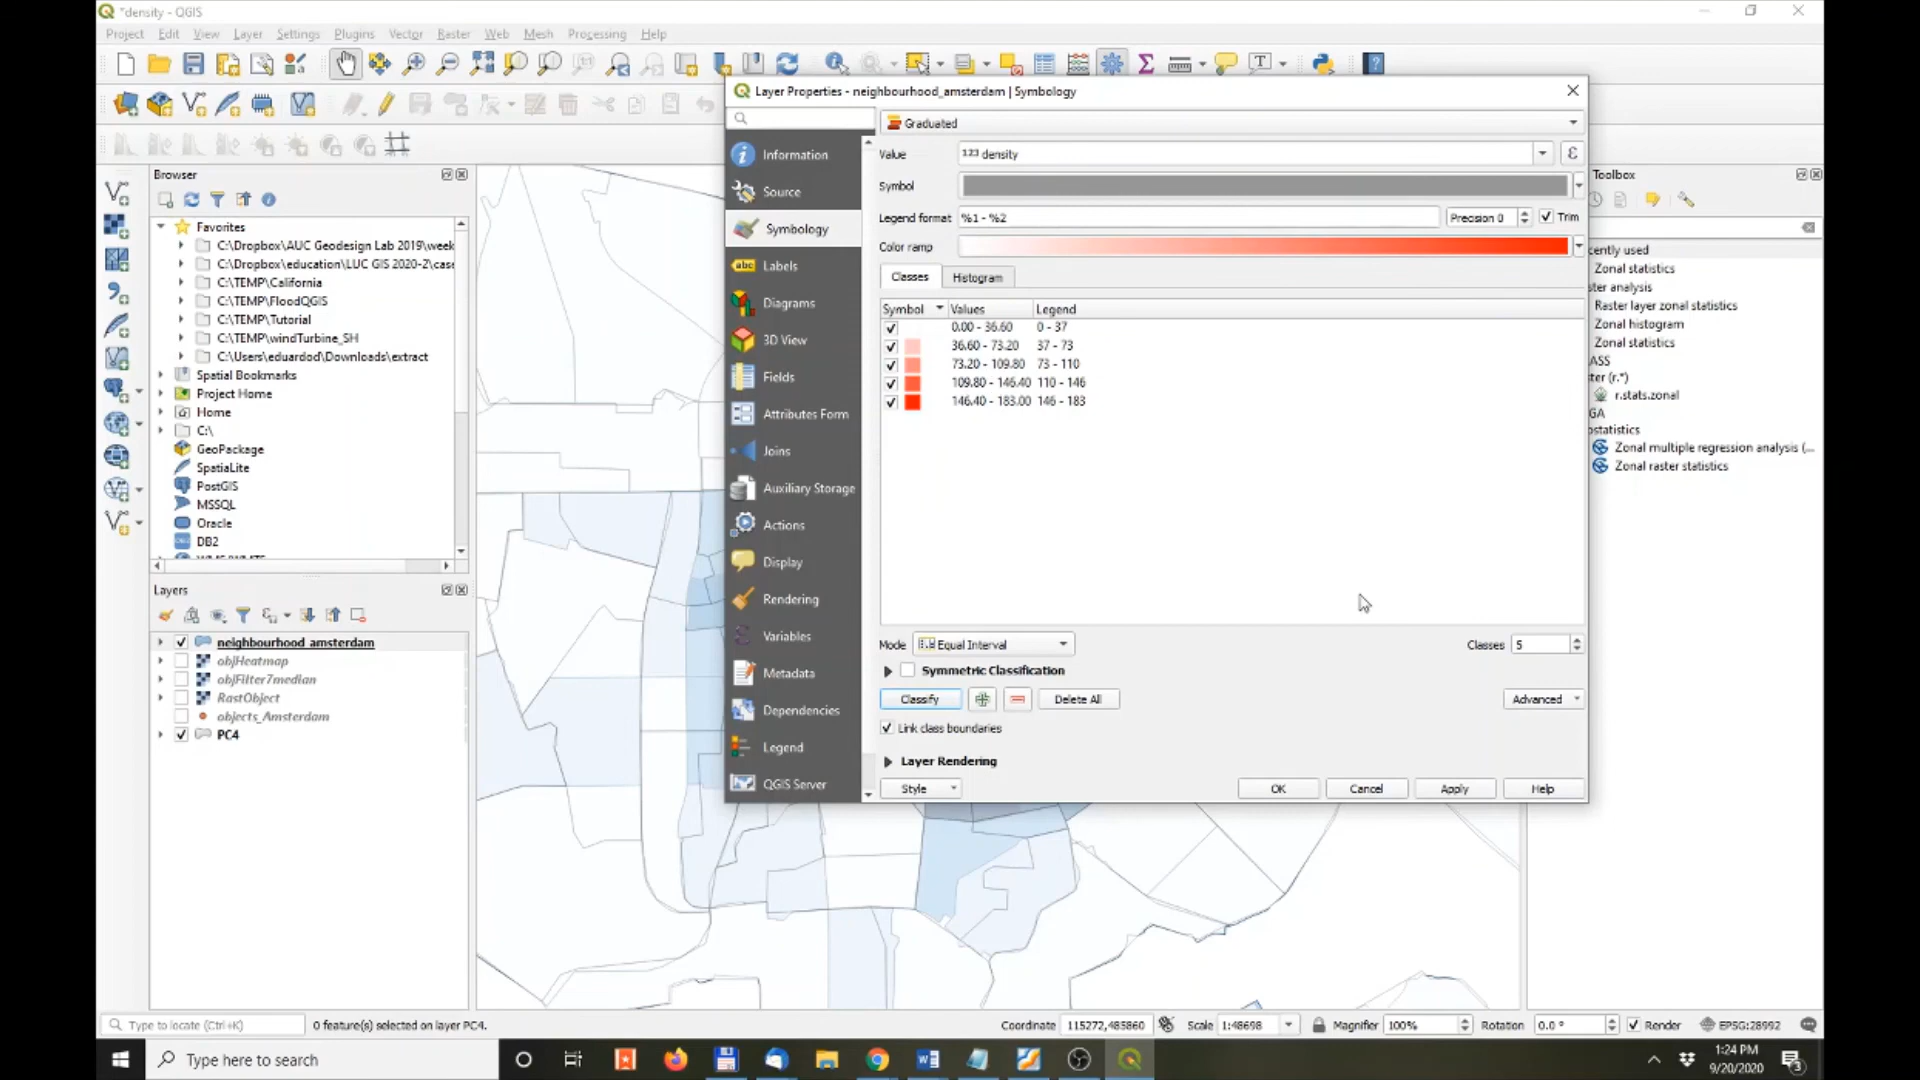 *density - QGIS
Project Edit View Layer Settings Plugins Vector Raster Web Mesh Processing Help
Layer Properties - neighbourhood_amsterdam | Symbology
Graduated
Information
Source
Symbology
Labels
Diagrams
3D View
Fields
Attributes Form
Joins
Auxiliary Storage
Actions
Display
Rendering
Variables
Metadata
Dependencies
Legend
QGIS Server
Value 123 density
Symbol
Legend format %1 - %2 Precision 0 Trim
Color ramp
Classes Histogram
Symbol Values Legend
0.00 - 36.60 0 - 37
36.60 - 73.20 37 - 73
73.20 - 109.80 73 - 110
109.80 - 146.40 110 - 146
146.40 - 183.00 146 - 183
Mode Equal Interval Classes 5
Symmetric Classification
Classify Delete All Advanced
Link class boundaries
Layer Rendering
Style OK Cancel Apply Help
Browser
Favorites
C:\Dropbox\AUC Geodesign Lab 2019\week
C:\Dropbox\education\LUC GIS 2020-2\case
C:\TEMP\California
C:\TEMP\FloodQGIS
C:\TEMP\Tutorial
C:\TEMP\windTurbine_SH
C:\Users\eduardod\Downloads\extract
Spatial Bookmarks
Project Home
Home
C:\
GeoPackage
SpatiaLite
PostGIS
MSSQL
Oracle
DB2
Layers
neighbourhood_amsterdam
objHeatmap
objFilter7median
RastObject
objects_Amsterdam
PC4
Toolbox
cently used
Zonal statistics
ster analysis
Raster layer zonal statistics
Zonal histogram
Zonal statistics
ASS
ter (r.*)
r.stats.zonal
GA
ostatistics
Zonal multiple regression analysis (...
Zonal raster statistics
Type to locate (Ctrl+K) 0 feature(s) selected on layer PC4. Coordinate 115272,485860 Scale 1:48698 Magnifier 100% Rotation 0.0 ° Render EPSG:28992
Type here to search
1:24 PM
9/20/2020
3